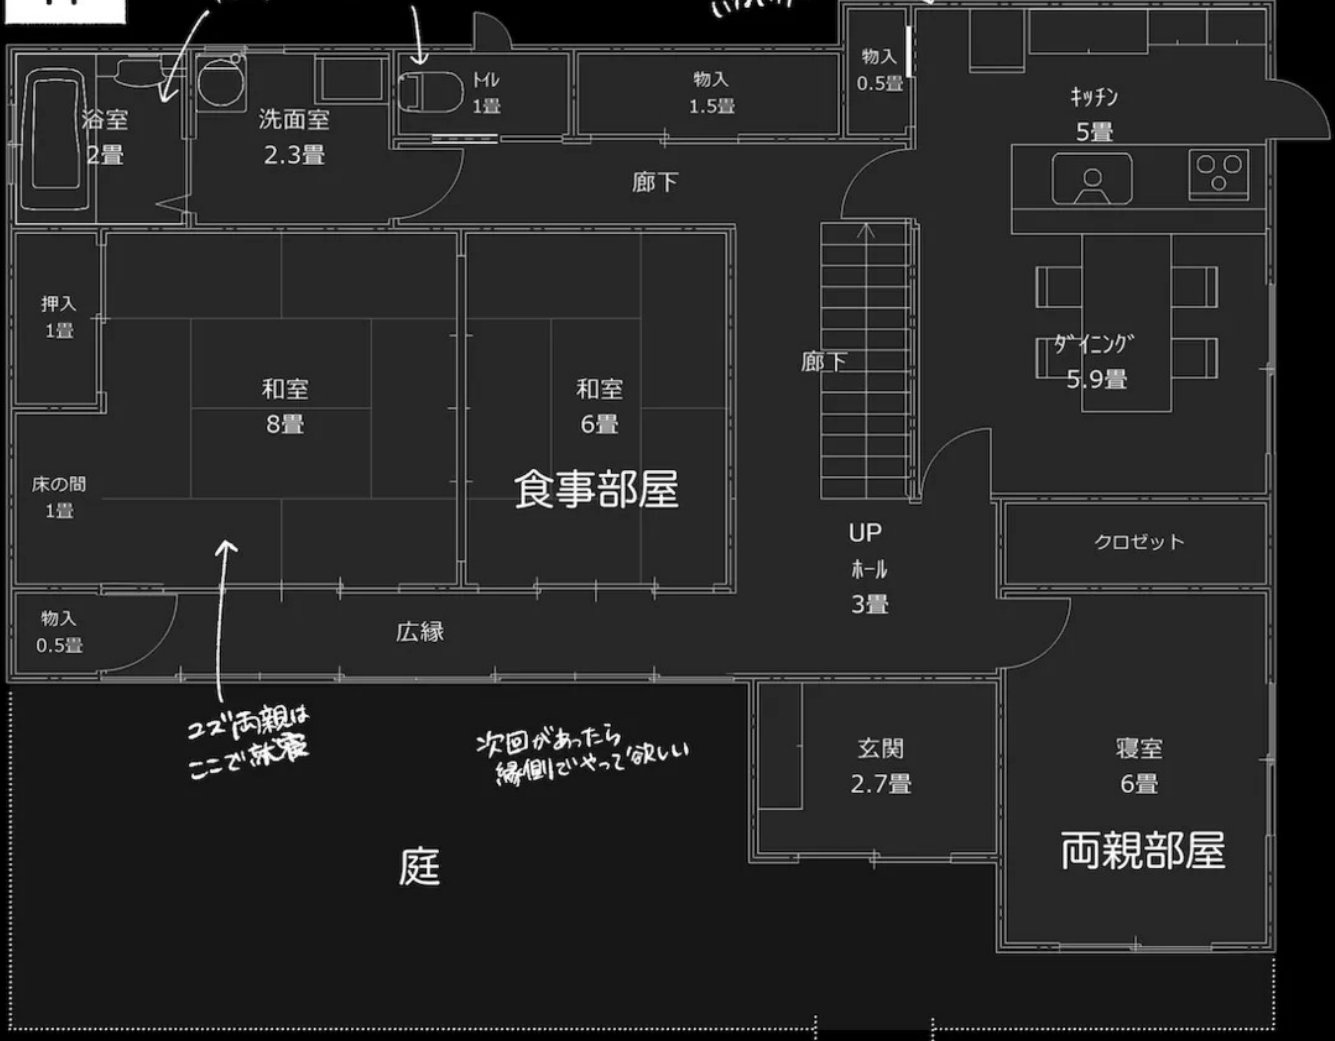 物入
0.5畳
キッチン
5畳
トイレ
1畳
物入
1.5畳
浴室
2畳
洗面室
2.3畳
廊下
押入
1畳
和室
8畳
和室
6畳
廊下
ダイニング
5.9畳
床の間
1畳
食事部屋
UP
ホール
3畳
クロゼット
物入
0.5畳
広縁
ユズ両親は
ここで就寝
次回があったら
縁側でやって欲しい
玄関
2.7畳
寝室
6畳
両親部屋
庭